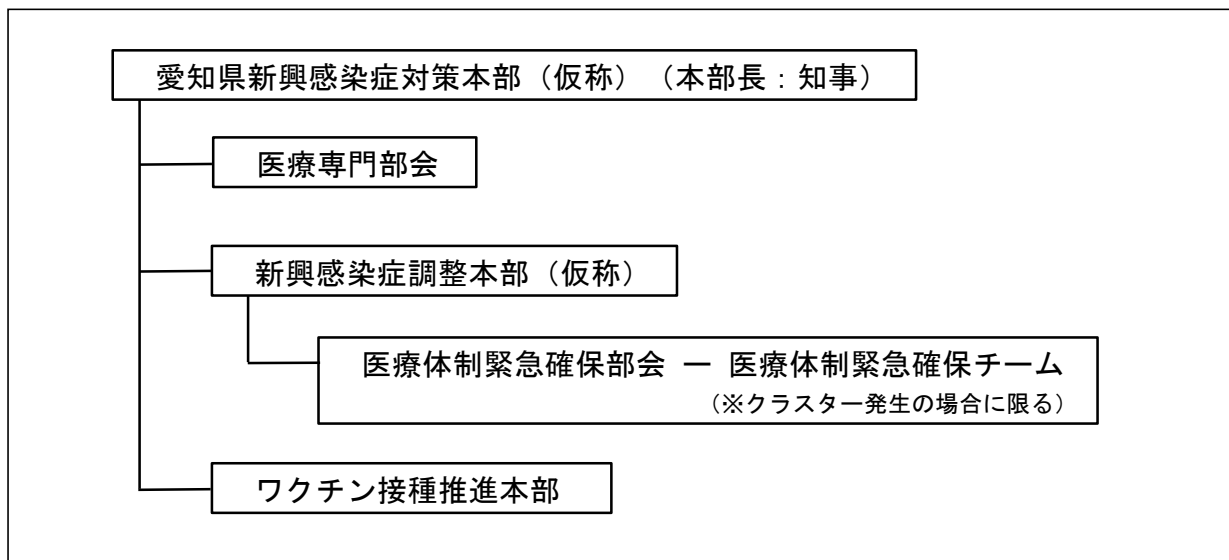 愛知県新興感染症対策本部（仮称）（本部長：知事）
医療専門部会
新興感染症調整本部（仮称）
医療体制緊急確保部会 ー 医療体制緊急確保チーム
（※クラスター発生の場合に限る）
ワクチン接種推進本部